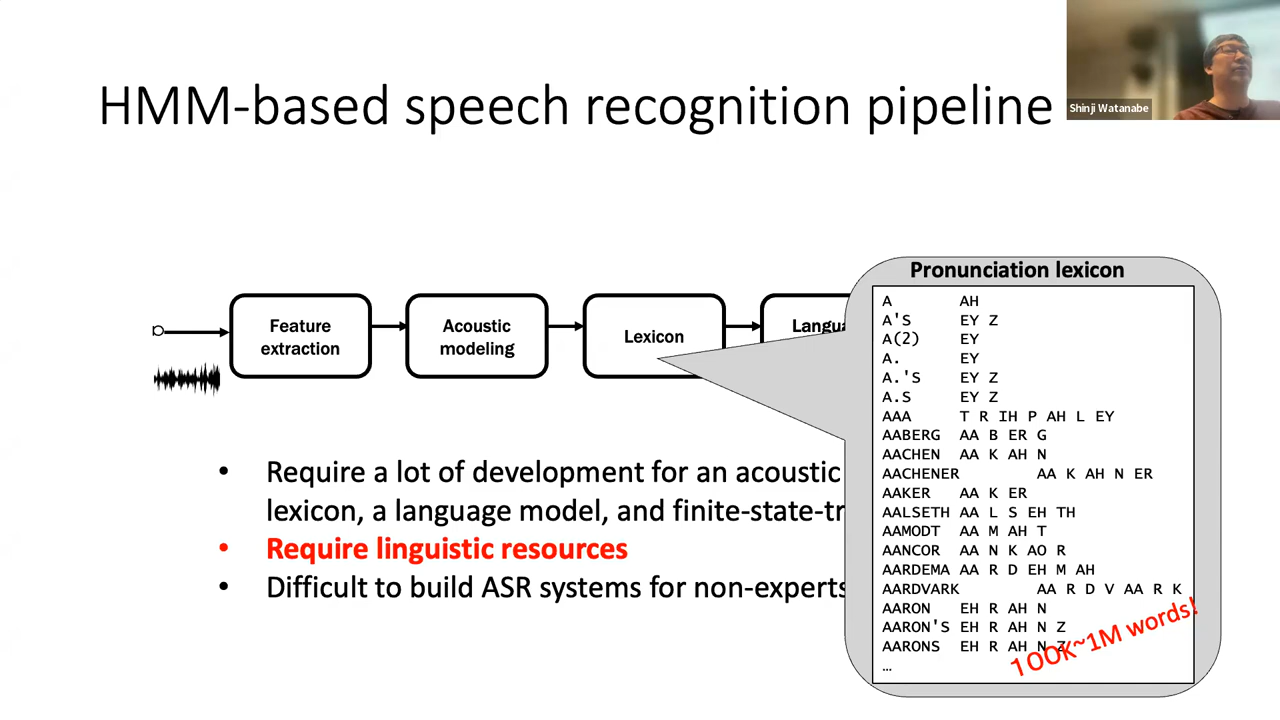 HMM-based speech recognition pipeline
Shinji Watanabe
Feature
extraction
Acoustic
modeling
Lexicon
Pronunciation lexicon
A AH
A'S EY Z
A(2) EY
A. EY
A.'S EY Z
A.S EY Z
AAA T R IH P AH L EY
AABERG AA B ER G
AACHEN AA K AH N
AACHENER AA K AH N ER
AAKER AA K ER
AALSETH AA L S EH TH
AAMODT AA M AH T
AANCOR AA N K AO R
AARDEMA AA R D EH M AH
AARDVARK AA R D V AA R K
AARON EH R AH N
AARON'S EH R AH N Z
AARONS EH R AH N Z
…
100K~1M words!
• Require a lot of development for an acoustic
lexicon, a language model, and finite-state-tr
• Require linguistic resources
• Difficult to build ASR systems for non-experts